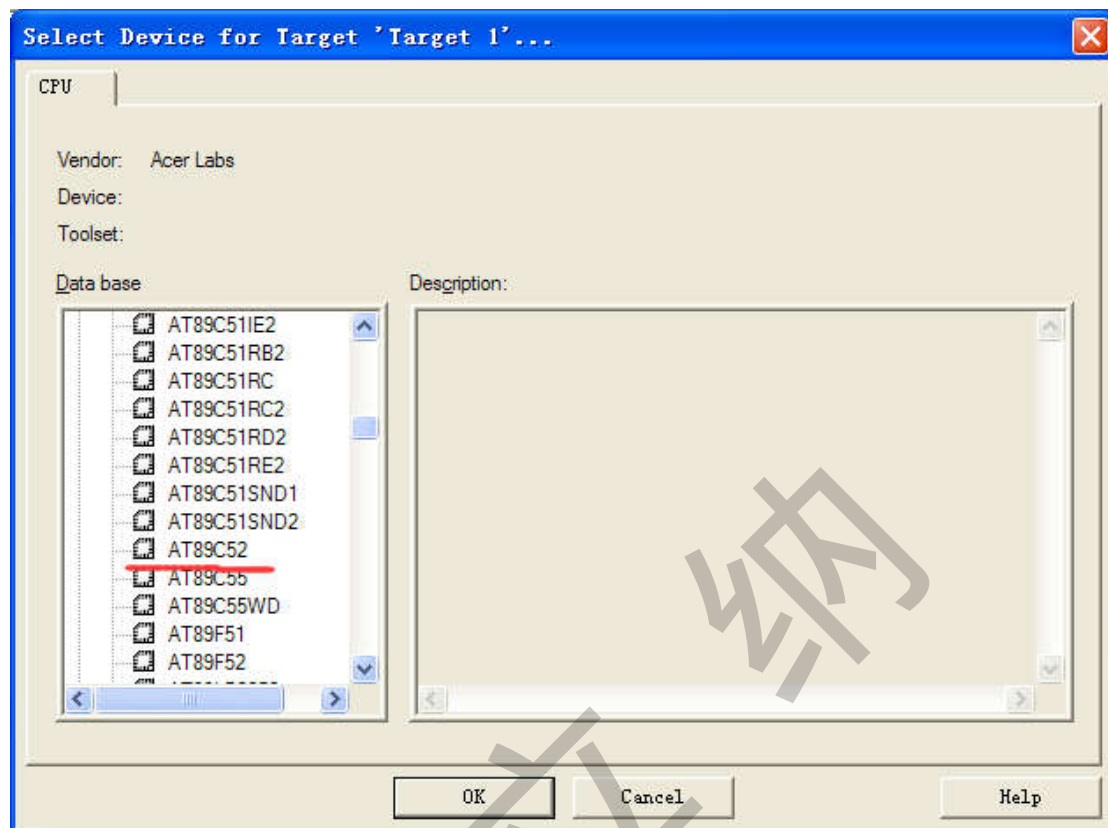 Select Device for Target 'Target 1'...
CPU
Vendor: Acer Labs
Device:
Toolset:
Data base
Description:
AT89C51IE2
AT89C51RB2
AT89C51RC
AT89C51RC2
AT89C51RD2
AT89C51RE2
AT89C51SND1
AT89C51SND2
AT89C52
AT89C55
AT89C55WD
AT89F51
AT89F52
纳
OK
Cancel
Help